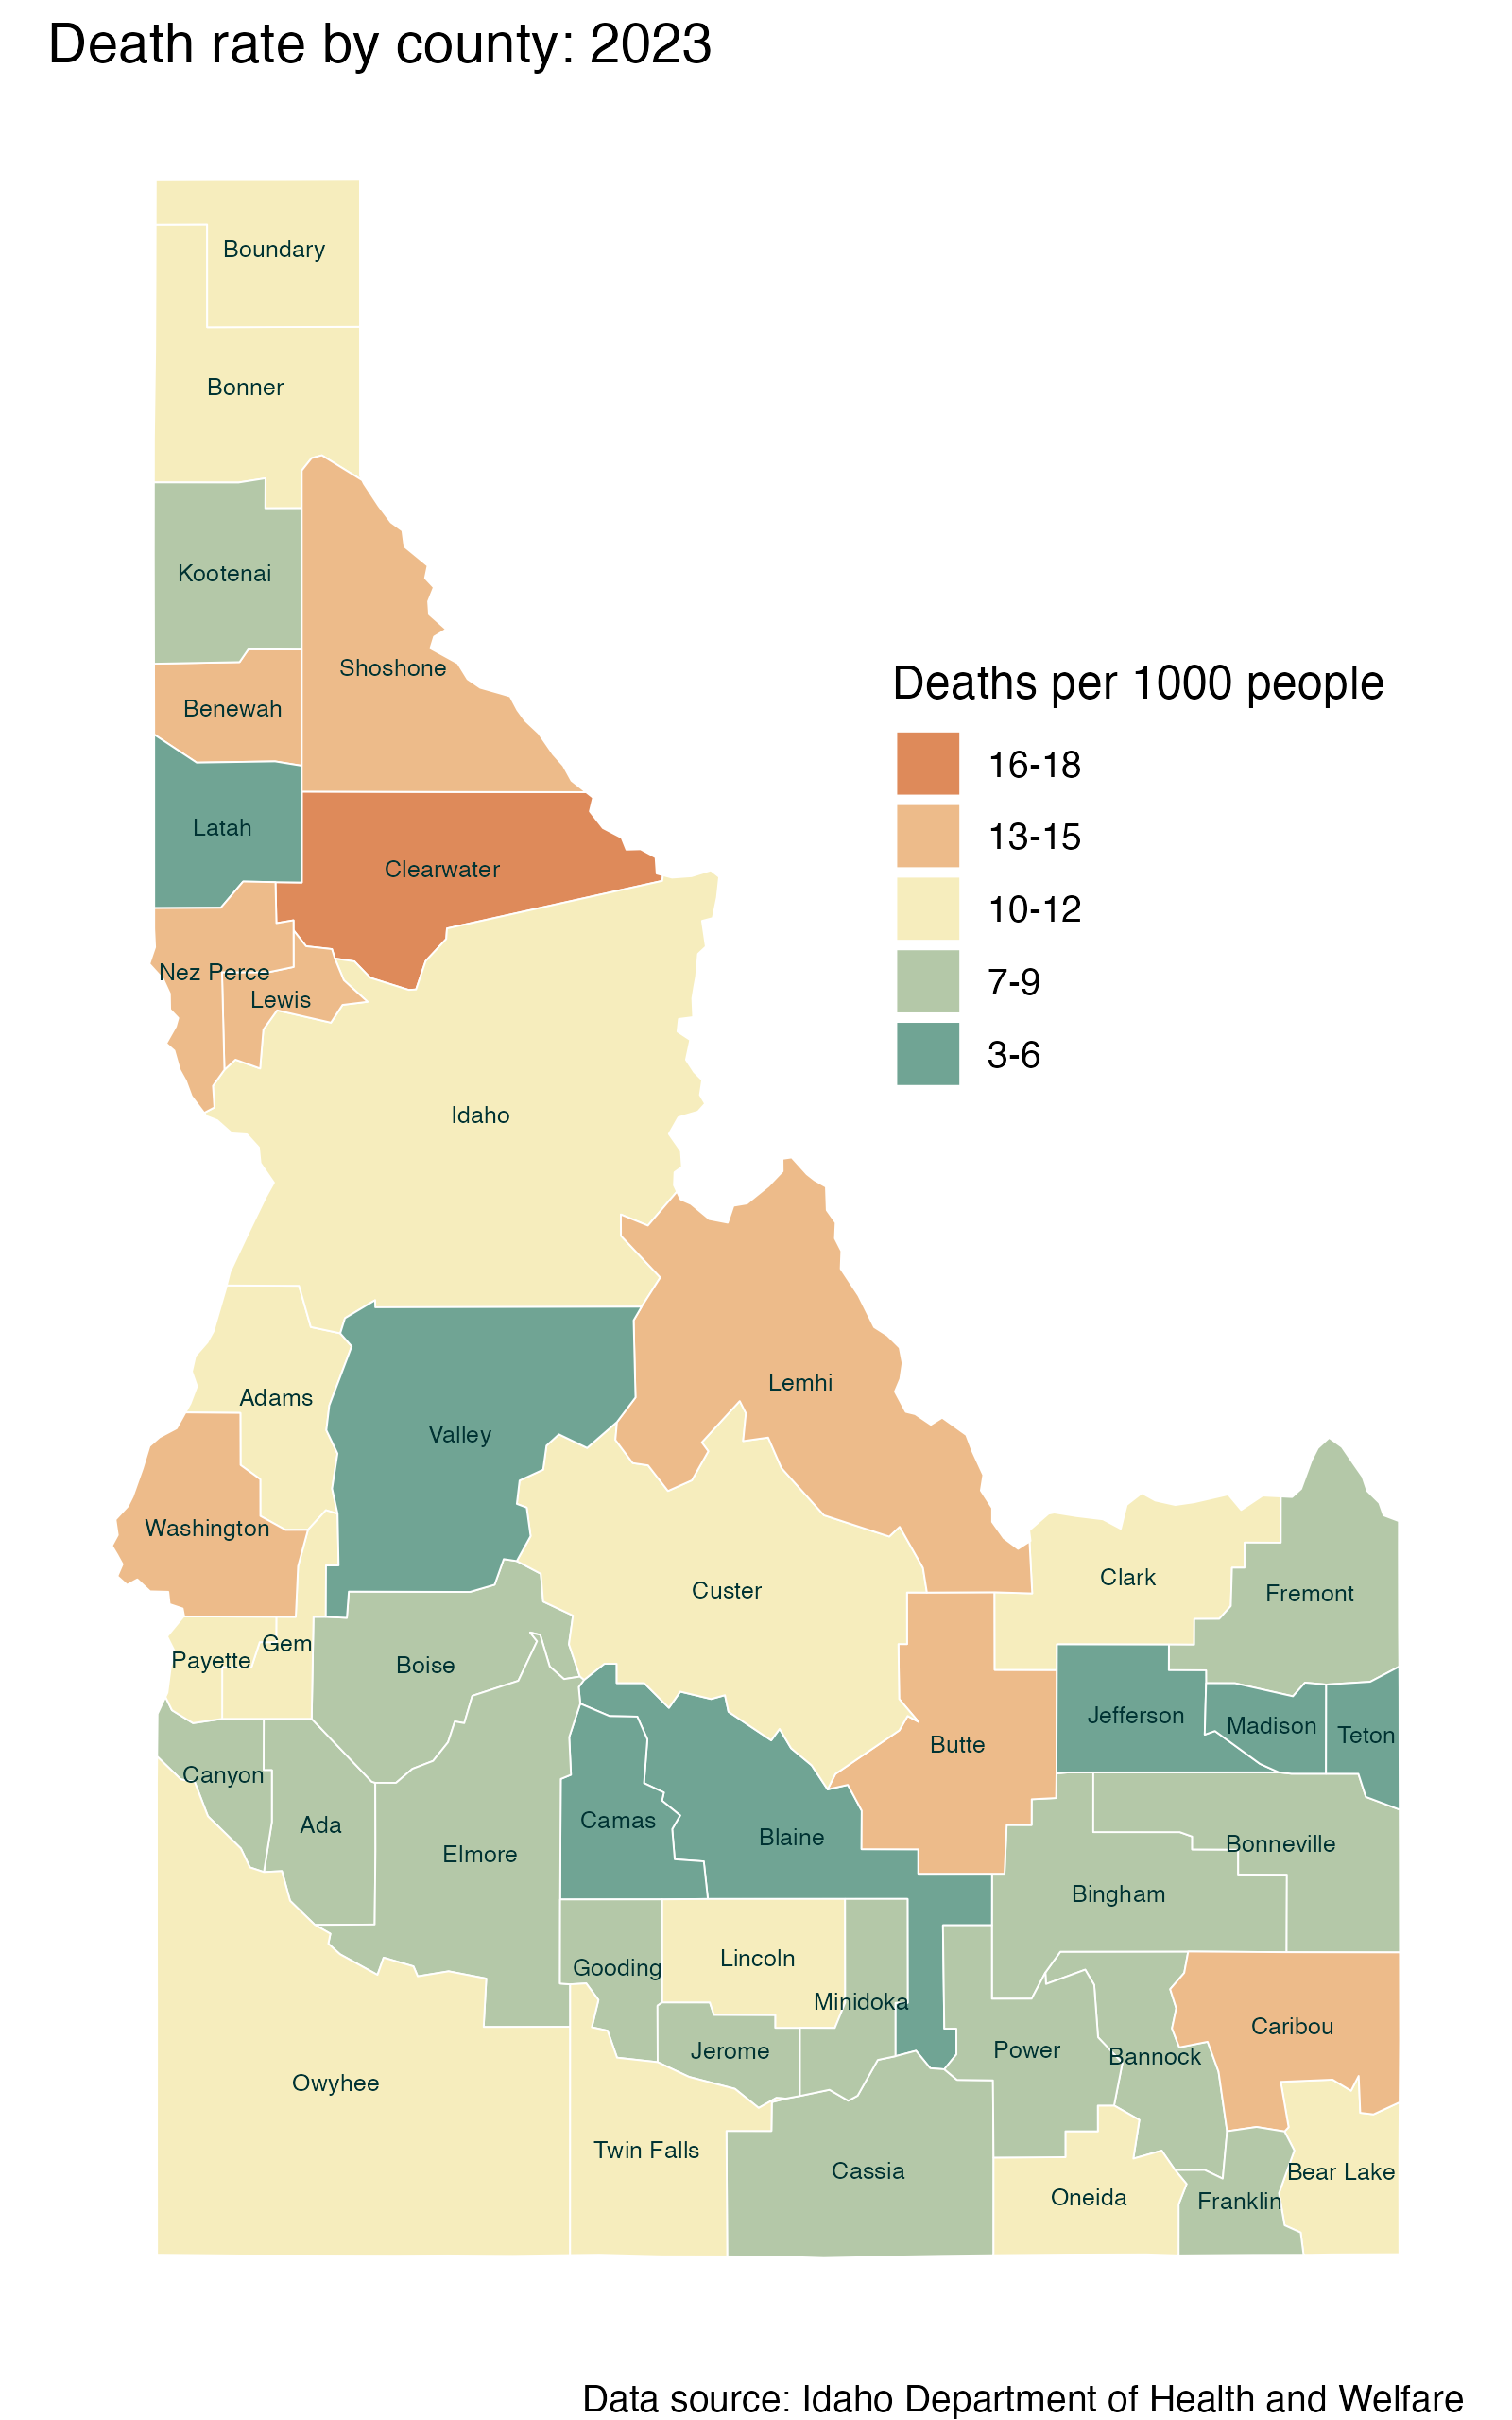 Death rate by county: 2023
Boundary
Bonner
Kootenai
Shoshone
Benewah
Deaths per 1000 people
16-18
13-15
10-12
7-9
3-6
Latah
Clearwater
Nez Perce
Lewis
Idaho
Lemhi
Adams
Valley
Washington
Custer
Clark
Fremont
Gem
Payette
Boise
Jefferson
Madison
Teton
Butte
Canyon
Ada
Camas
Blaine
Bonneville
Elmore
Bingham
Lincoln
Gooding
Minidoka
Caribou
Jerome
Power
Bannock
Owyhee
Twin Falls
Cassia
Bear Lake
Oneida
Franklin
Data source: Idaho Department of Health and Welfare